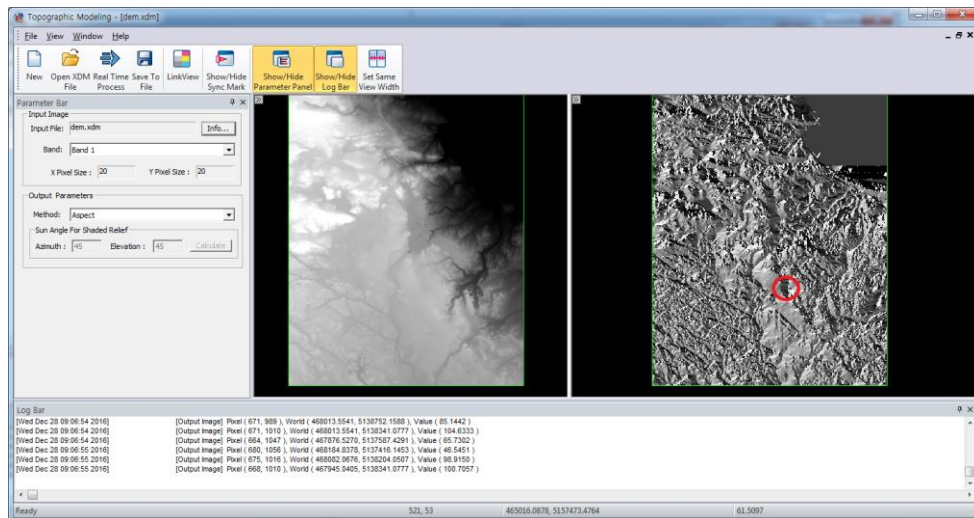 Topographic Modeling - [dem.xdm]
File View Window Help
New Open XDM File Real Time Process Save To File LinkView Show/Hide Sync Mark Show/Hide Parameter Panel Show/Hide Log Bar Set Same View Width
Parameter Bar
Input Image
Input File: dem.xdm Info...
Band: Band 1
X Pixel Size : 20 Y Pixel Size : 20
Output Parameters
Method: Aspect
Sun Angle For Shaded Relief
Azimuth : 45 Elevation : 45 Calculate
Log Bar
[Wed Dec 28 09:06:54 2016] [Output Image] Pixel ( 671, 989 ), World ( 468013.5541, 5138752.1588 ), Value ( 85.1442 )
[Wed Dec 28 09:06:54 2016] [Output Image] Pixel ( 671, 1010 ), World ( 468013.5541, 5138341.0777 ), Value ( 104.6333 )
[Wed Dec 28 09:06:54 2016] [Output Image] Pixel ( 664, 1047 ), World ( 467876.5270, 5137587.4291 ), Value ( 65.7302 )
[Wed Dec 28 09:06:55 2016] [Output Image] Pixel ( 680, 1056 ), World ( 468184.8378, 5137416.1453 ), Value ( 46.5451 )
[Wed Dec 28 09:06:55 2016] [Output Image] Pixel ( 675, 1016 ), World ( 468082.0676, 5138204.0507 ), Value ( 98.9150 )
[Wed Dec 28 09:06:55 2016] [Output Image] Pixel ( 668, 1010 ), World ( 467945.0405, 5138341.0777 ), Value ( 100.7057 )
Ready 521, 53 465016.0878, 5157473.4764 61.5097